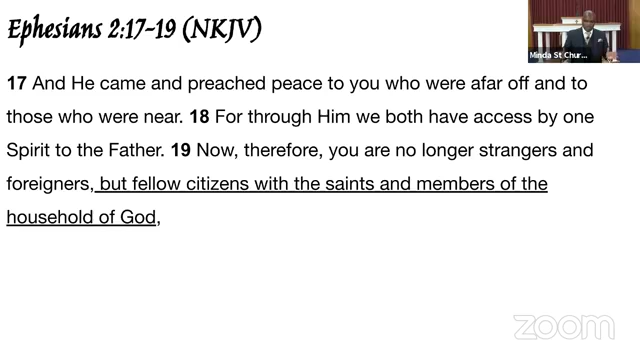 Ephesians 2:17-19 (NKJV)
Minda St Chur...
17 And He came and preached peace to you who were afar off and to
those who were near. 18 For through Him we both have access by one
Spirit to the Father. 19 Now, therefore, you are no longer strangers and
foreigners, but fellow citizens with the saints and members of the
household of God,
zoom